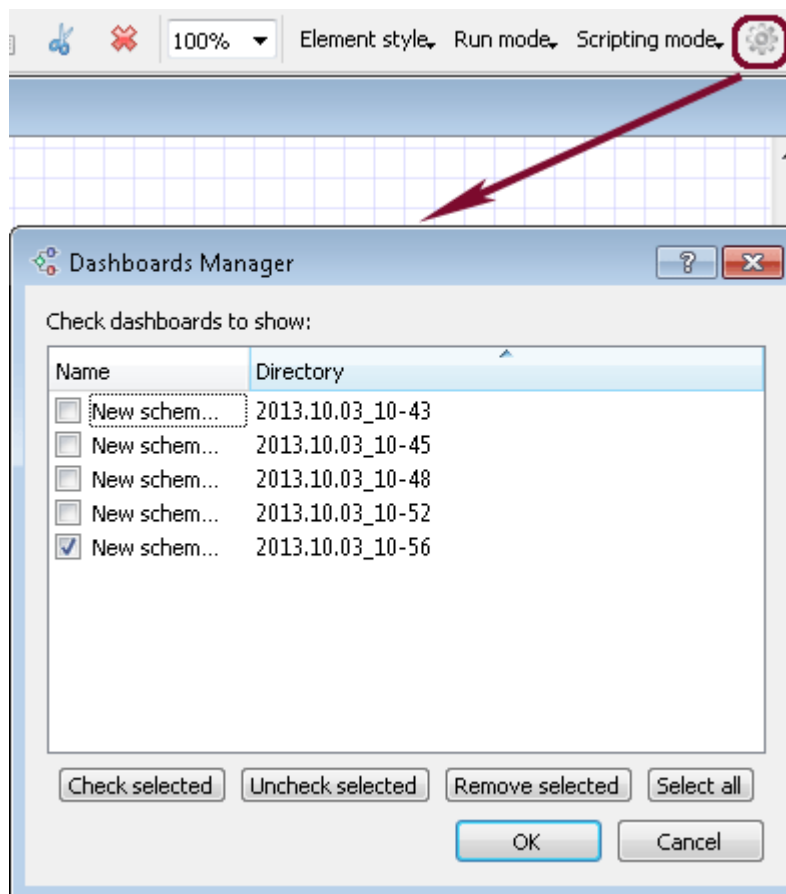 100% Element style Run mode Scripting mode
Dashboards Manager
Check dashboards to show:
Name Directory
New schem... 2013.10.03_10-43
New schem... 2013.10.03_10-45
New schem... 2013.10.03_10-48
New schem... 2013.10.03_10-52
New schem... 2013.10.03_10-56
Check selected Uncheck selected Remove selected Select all
OK Cancel